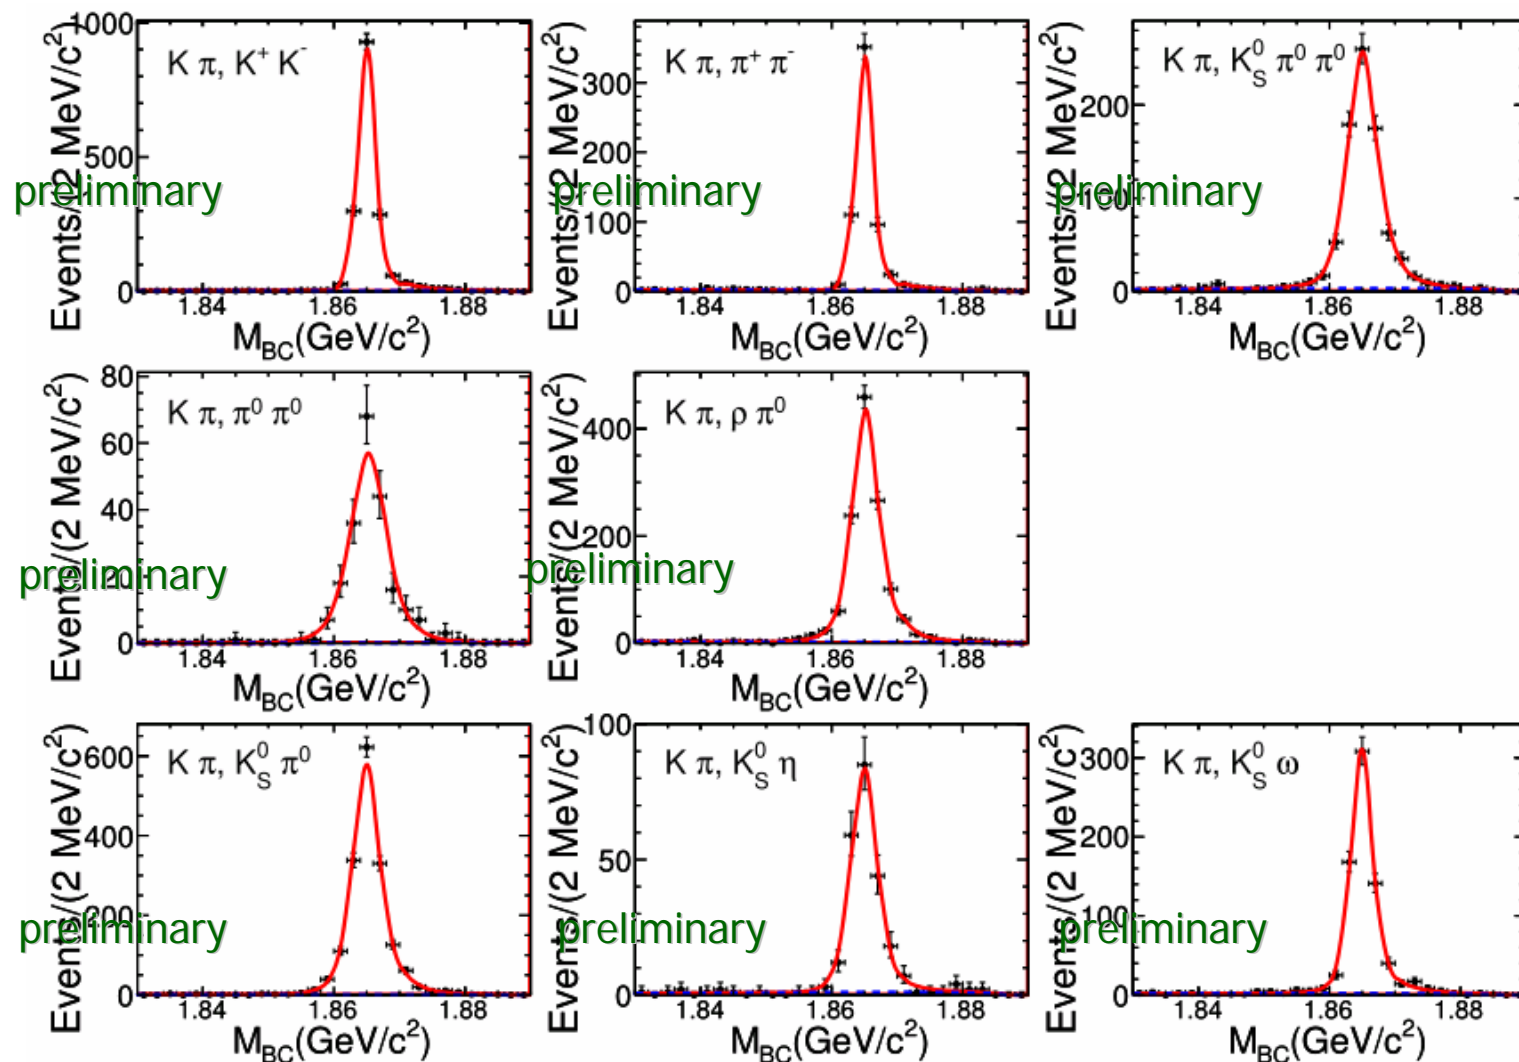 Events/(2 MeV/c²)
1000
500
0
K π, K⁺ K⁻
preliminary
1.84 1.86 1.88
M_BC(GeV/c²)
Events/(2 MeV/c²)
300
200
100
0
K π, π⁺ π⁻
preliminary
1.84 1.86 1.88
M_BC(GeV/c²)
Events/(2 MeV/c²)
200
100
0
K π, K_S⁰ π⁰ π⁰
preliminary
1.84 1.86 1.88
M_BC(GeV/c²)
Events/(2 MeV/c²)
80
60
40
20
0
K π, π⁰ π⁰
preliminary
1.84 1.86 1.88
M_BC(GeV/c²)
Events/(2 MeV/c²)
400
200
0
K π, ρ π⁰
preliminary
1.84 1.86 1.88
M_BC(GeV/c²)
Events/(2 MeV/c²)
600
400
200
0
K π, K_S⁰ π⁰
preliminary
1.84 1.86 1.88
M_BC(GeV/c²)
Events/(2 MeV/c²)
100
50
0
K π, K_S⁰ η
preliminary
1.84 1.86 1.88
M_BC(GeV/c²)
Events/(2 MeV/c²)
300
200
100
0
K π, K_S⁰ ω
preliminary
1.84 1.86 1.88
M_BC(GeV/c²)